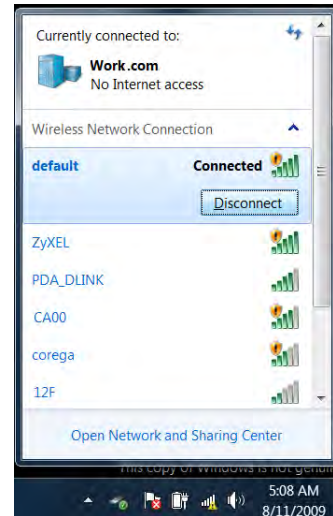 Currently connected to:
Work.com
No Internet access
Wireless Network Connection
default Connected
Disconnect
ZyXEL
PDA_DLINK
CA00
corega
12F
Open Network and Sharing Center
This copy of Windows is not genuin
5:08 AM
8/11/2009